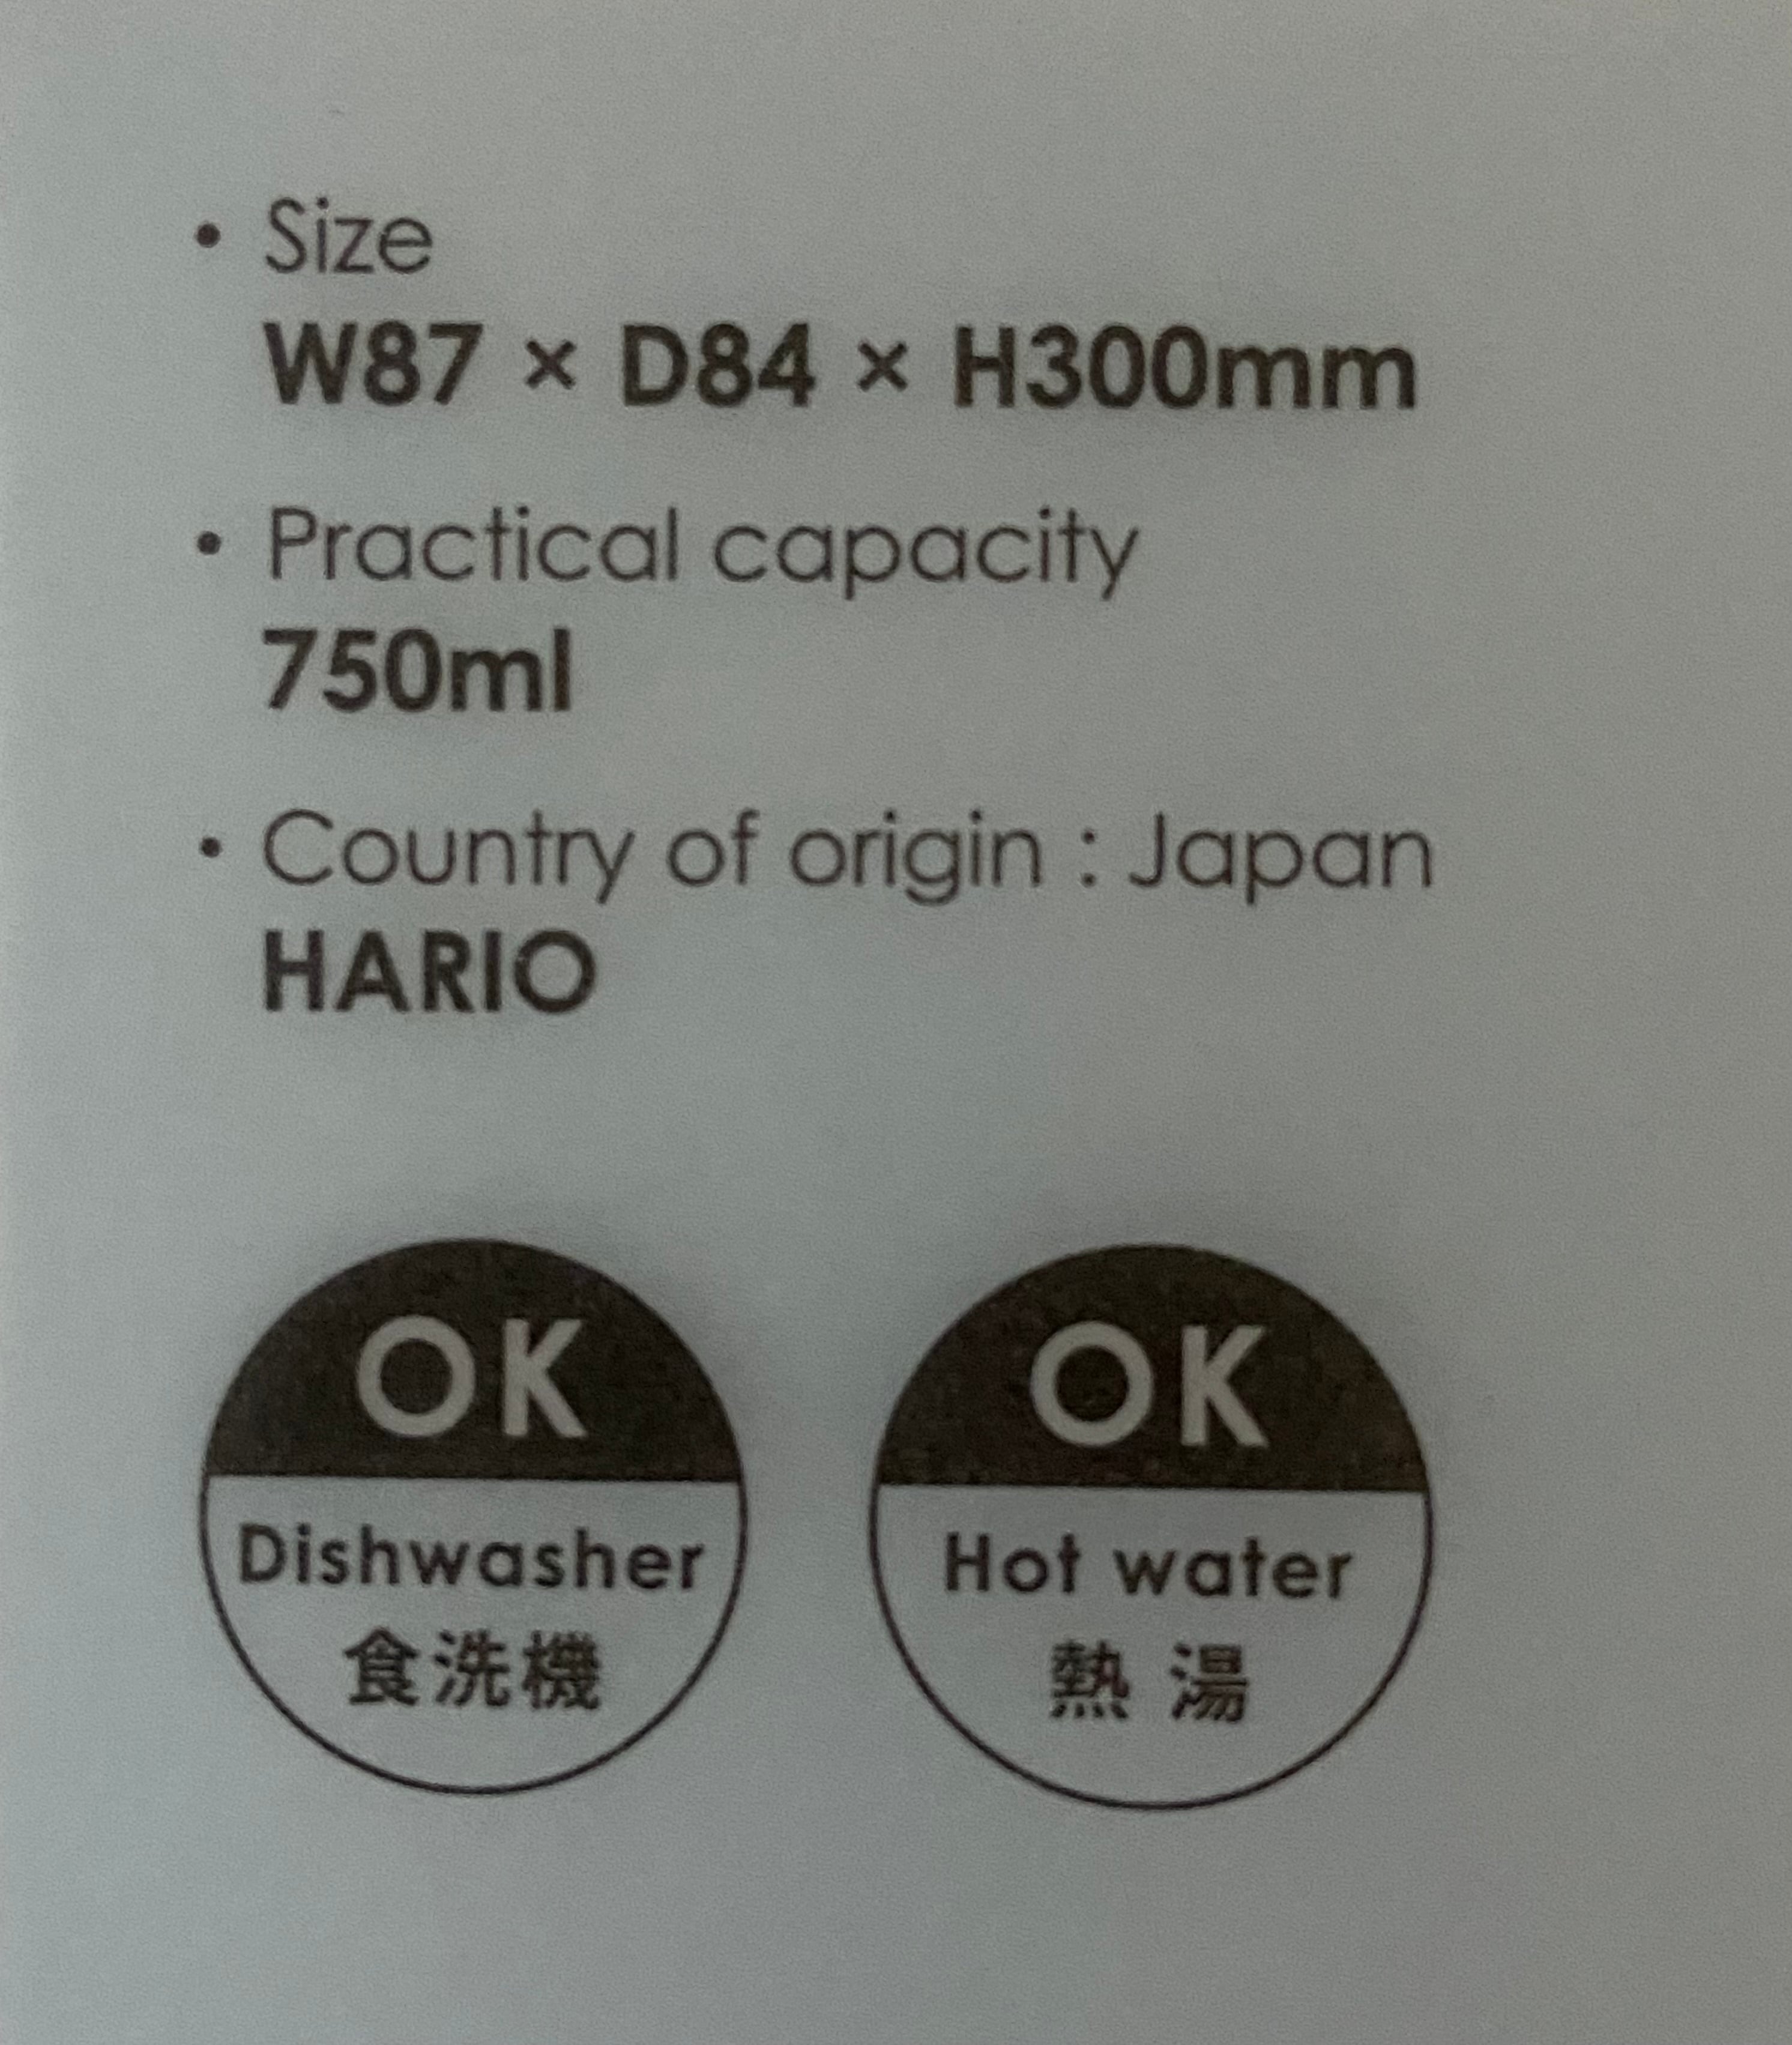 • Size
W87 × D84 × H300mm
• Practical capacity
750ml
• Country of origin : Japan
HARIO
OK
Dishwasher
食洗機
OK
Hot water
熱 湯